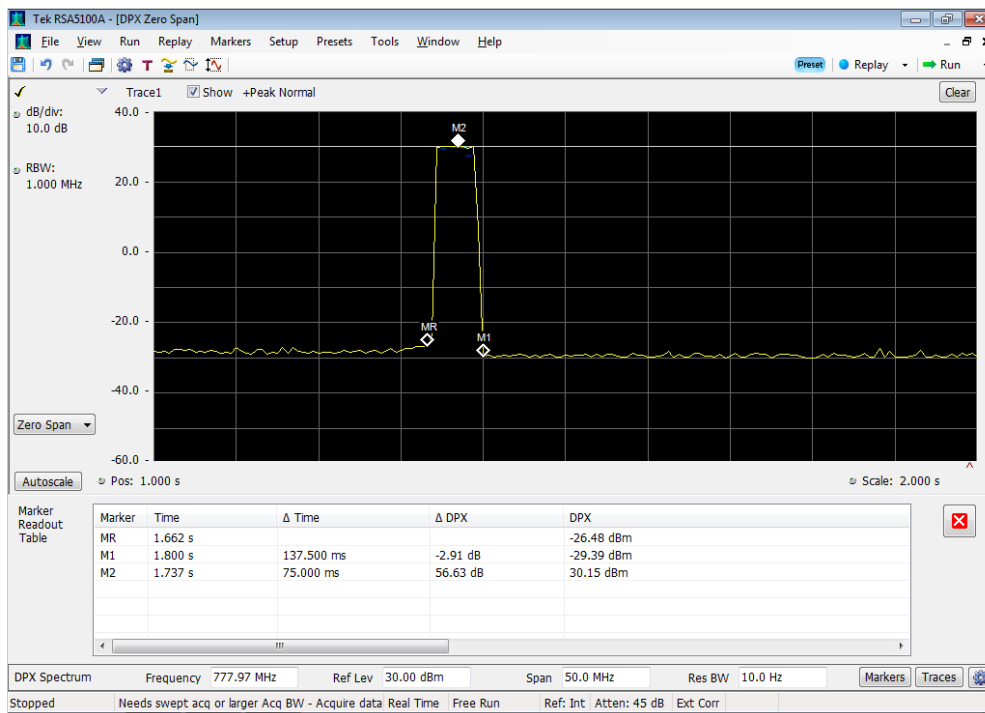 Tek RSA5100A - [DPX Zero Span]
File View Run Replay Markers Setup Presets Tools Window Help
T Preset Replay Run
Trace1 Show +Peak Normal Clear
dB/div:
10.0 dB
RBW:
1.000 MHz
40.0
20.0
0.0
-20.0
-40.0
-60.0
M2
MR
M1
Zero Span
Autoscale Pos: 1.000 s Scale: 2.000 s
Marker
Readout
Table
Marker Time Δ Time Δ DPX DPX
MR 1.662 s -26.48 dBm
M1 1.800 s 137.500 ms -2.91 dB -29.39 dBm
M2 1.737 s 75.000 ms 56.63 dB 30.15 dBm
DPX Spectrum Frequency 777.97 MHz Ref Lev 30.00 dBm Span 50.0 MHz Res BW 10.0 Hz Markers Traces
Stopped Needs swept acq or larger Acq BW - Acquire data Real Time Free Run Ref: Int Atten: 45 dB Ext Corr